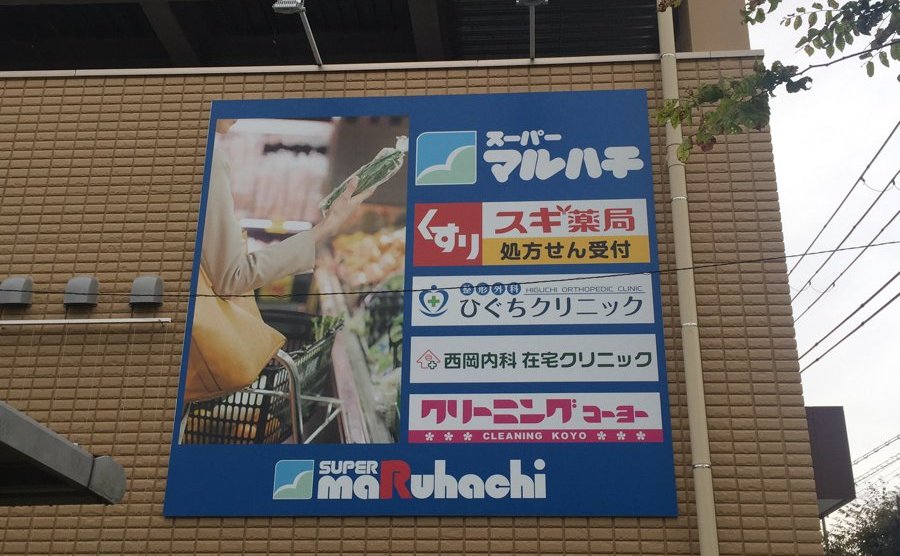 スーパー
マルハチ
くすり
スギ薬局
処方せん受付
整形外科 HIGUCHI ORTHOPEDIC CLINIC
ひぐちクリニック
西岡内科 在宅クリニック
クリーニング コーヨー
CLEANING KOYO
SUPER
maRuhachi